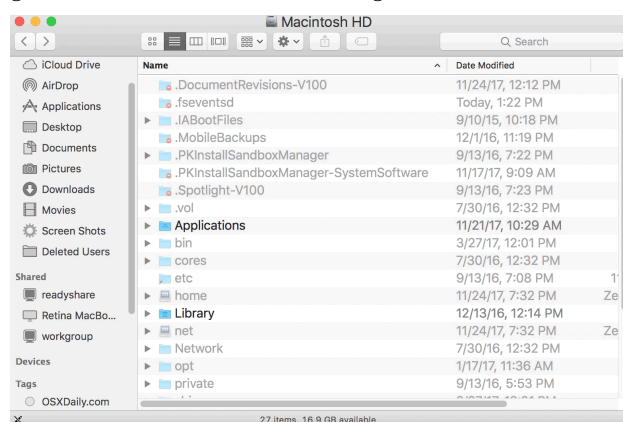 Macintosh HD
Search
iCloud Drive
AirDrop
Applications
Desktop
Documents
Pictures
Downloads
Movies
Screen Shots
Deleted Users
Shared
readyshare
Retina MacBo...
workgroup
Devices
Tags
OSXDaily.com
Name Date Modified
.DocumentRevisions-V100 11/24/17, 12:12 PM
.fseventsd Today, 1:22 PM
.IABootFiles 9/10/15, 10:18 PM
.MobileBackups 12/1/16, 11:19 PM
.PKInstallSandboxManager 9/13/16, 7:22 PM
.PKInstallSandboxManager-SystemSoftware 11/17/17, 9:09 AM
.Spotlight-V100 9/13/16, 7:23 PM
.vol 7/30/16, 12:32 PM
Applications 11/21/17, 10:29 AM
bin 3/27/17, 12:01 PM
cores 7/30/16, 12:32 PM
etc 9/13/16, 7:08 PM 1
home 11/24/17, 7:32 PM Ze
Library 12/13/16, 12:14 PM
net 11/24/17, 7:32 PM Ze
Network 7/30/16, 12:32 PM
opt 1/17/17, 11:36 AM
private 9/13/16, 5:53 PM
27 items, 16.9 GB available